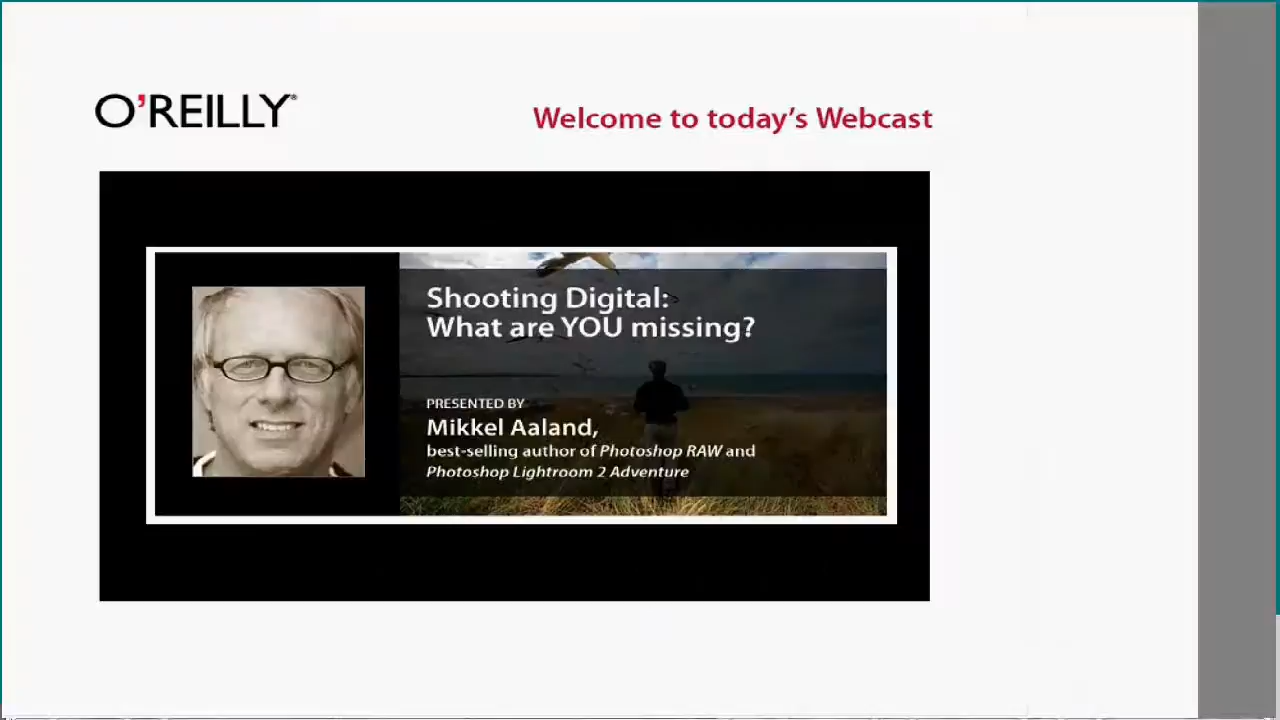 O'REILLY®
Welcome to today's Webcast
Shooting Digital:
What are YOU missing?
PRESENTED BY
Mikkel Aaland,
best-selling author of Photoshop RAW and
Photoshop Lightroom 2 Adventure